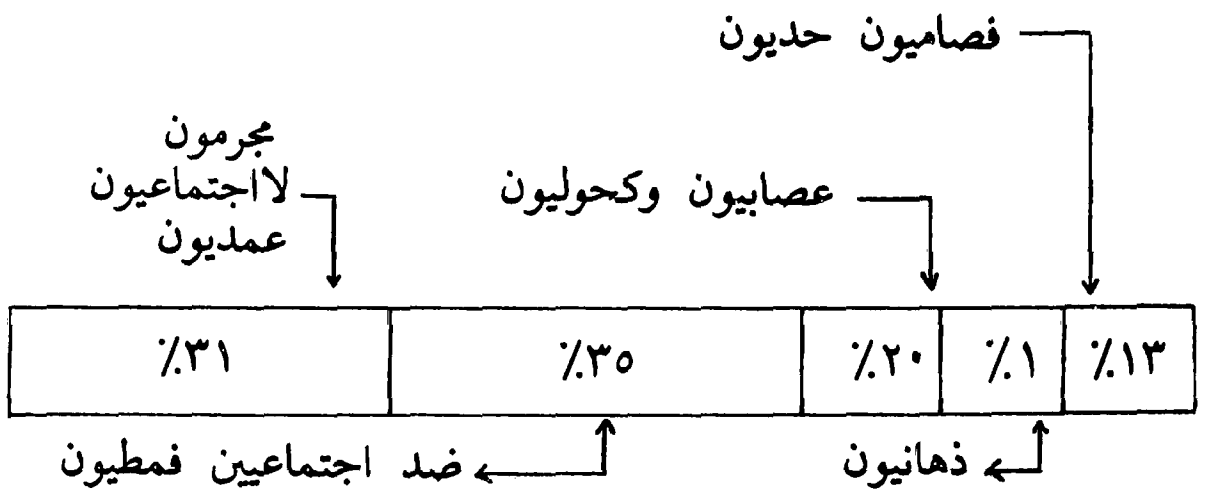 فصاميون حديون
مجرمون
لااجتماعيون
عمديون
عصابيون وكحوليون
٪١٣ ٪١ ٪٢٠ ٪٣٥ ٪٣١
ذهانيون
ضد اجتماعيين فمطيون